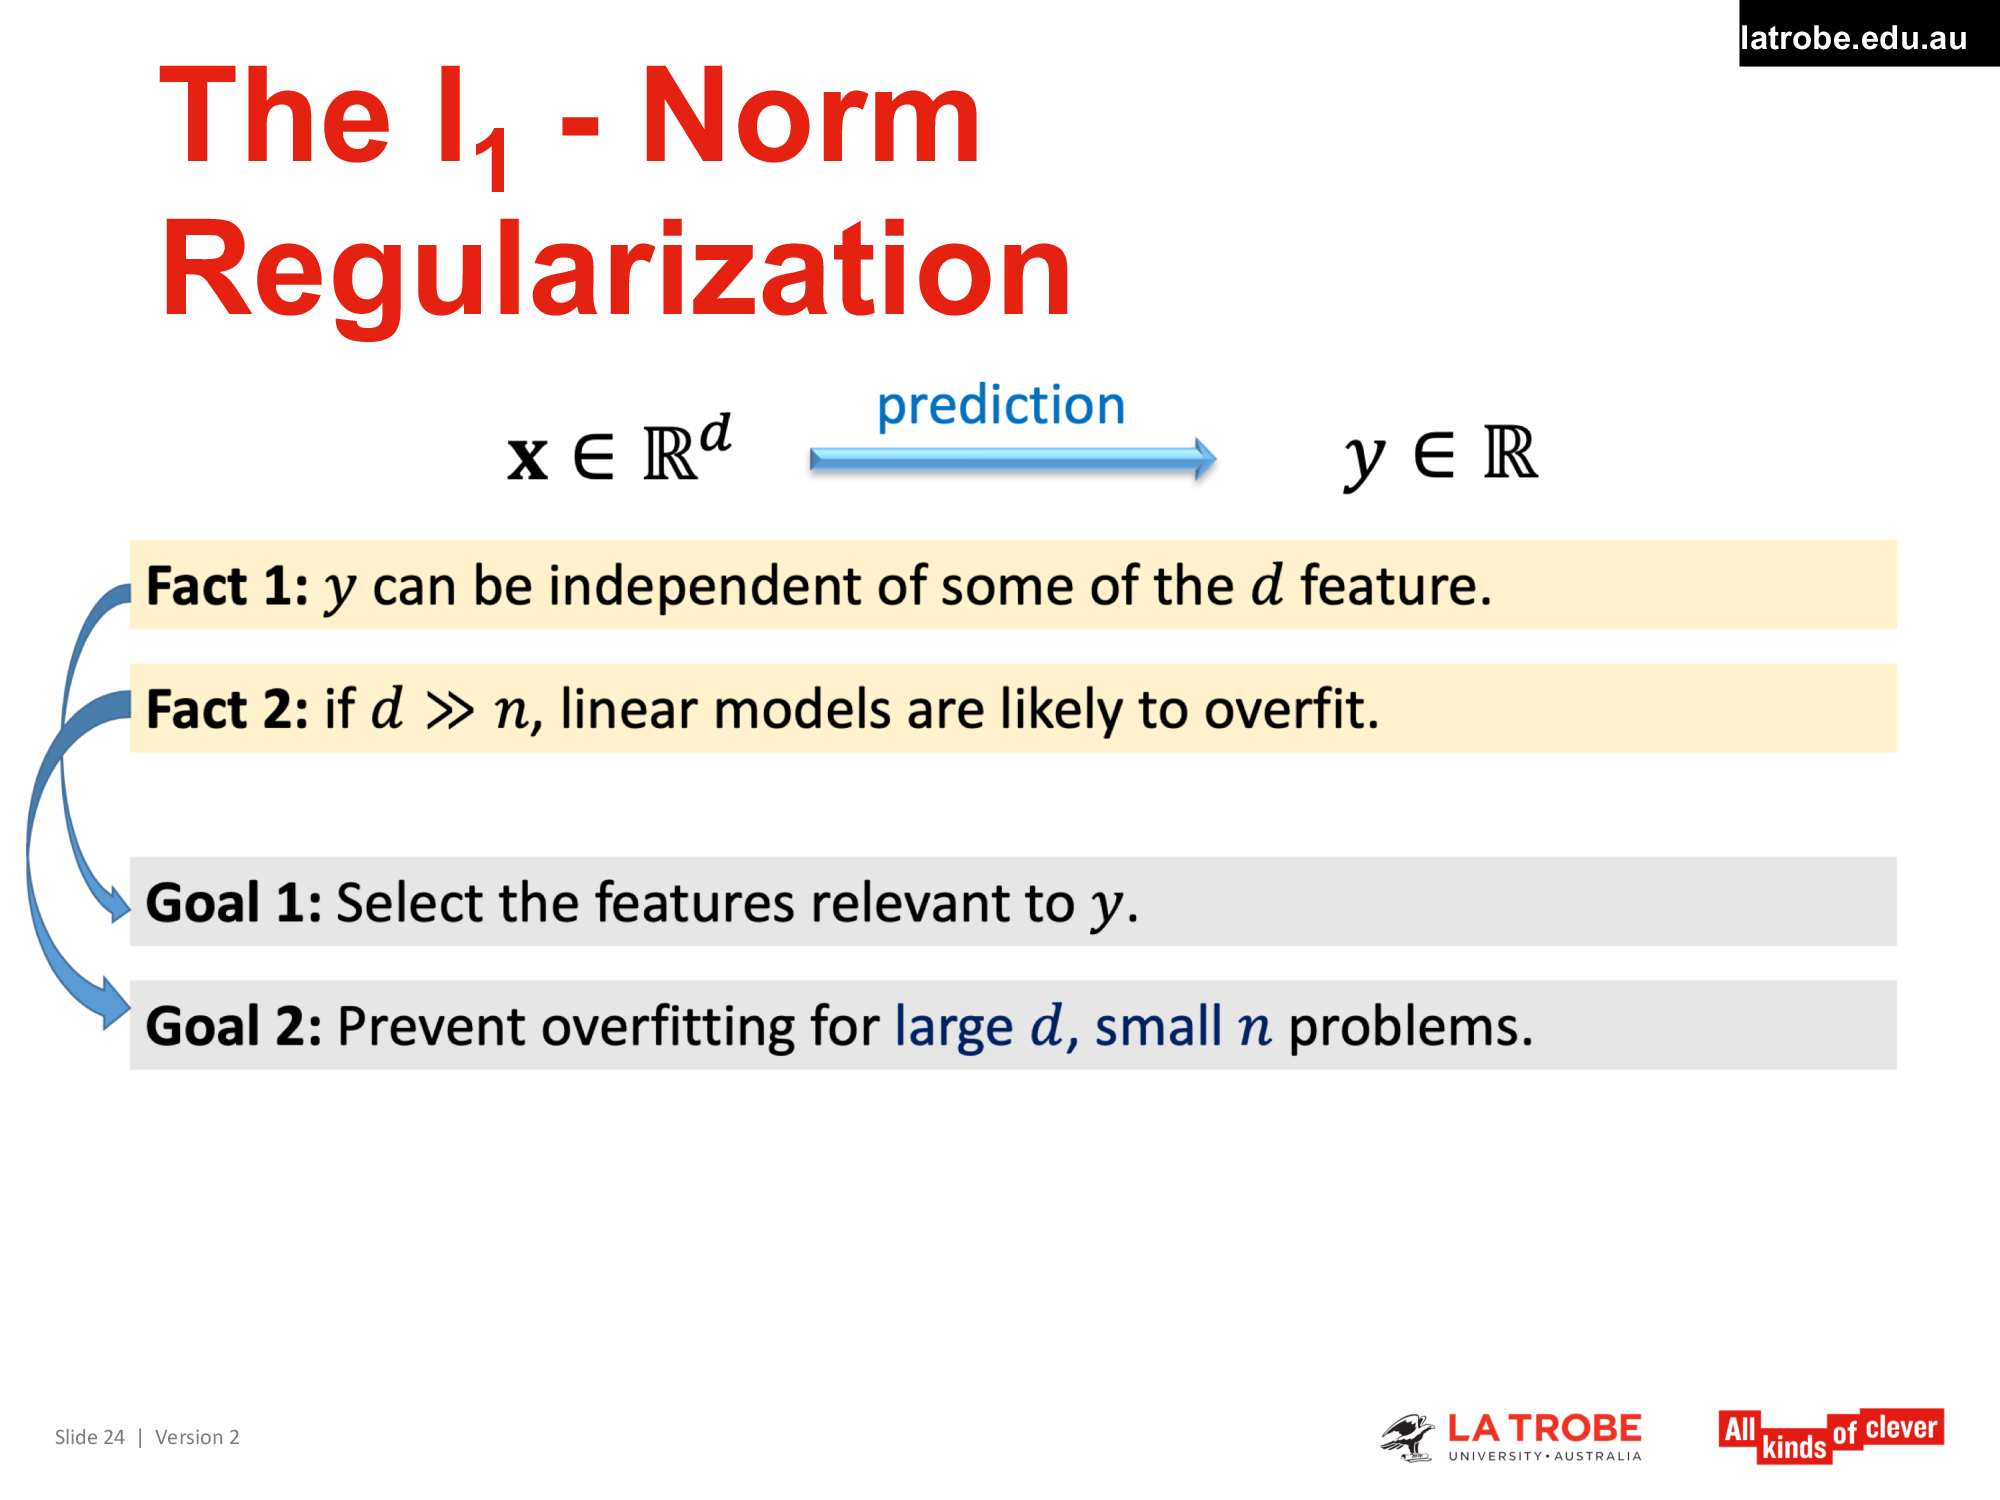 latrobe.edu.au
The l₁ - Norm
Regularization
prediction
𝐱 ∈ ℝᵈ
y ∈ ℝ
Fact 1: y can be independent of some of the d feature.
Fact 2: if d ≫ n, linear models are likely to overfit.
Goal 1: Select the features relevant to y.
Goal 2: Prevent overfitting for large d, small n problems.
Slide 24 | Version 2
LA TROBE
UNIVERSITY • AUSTRALIA
All kinds of clever